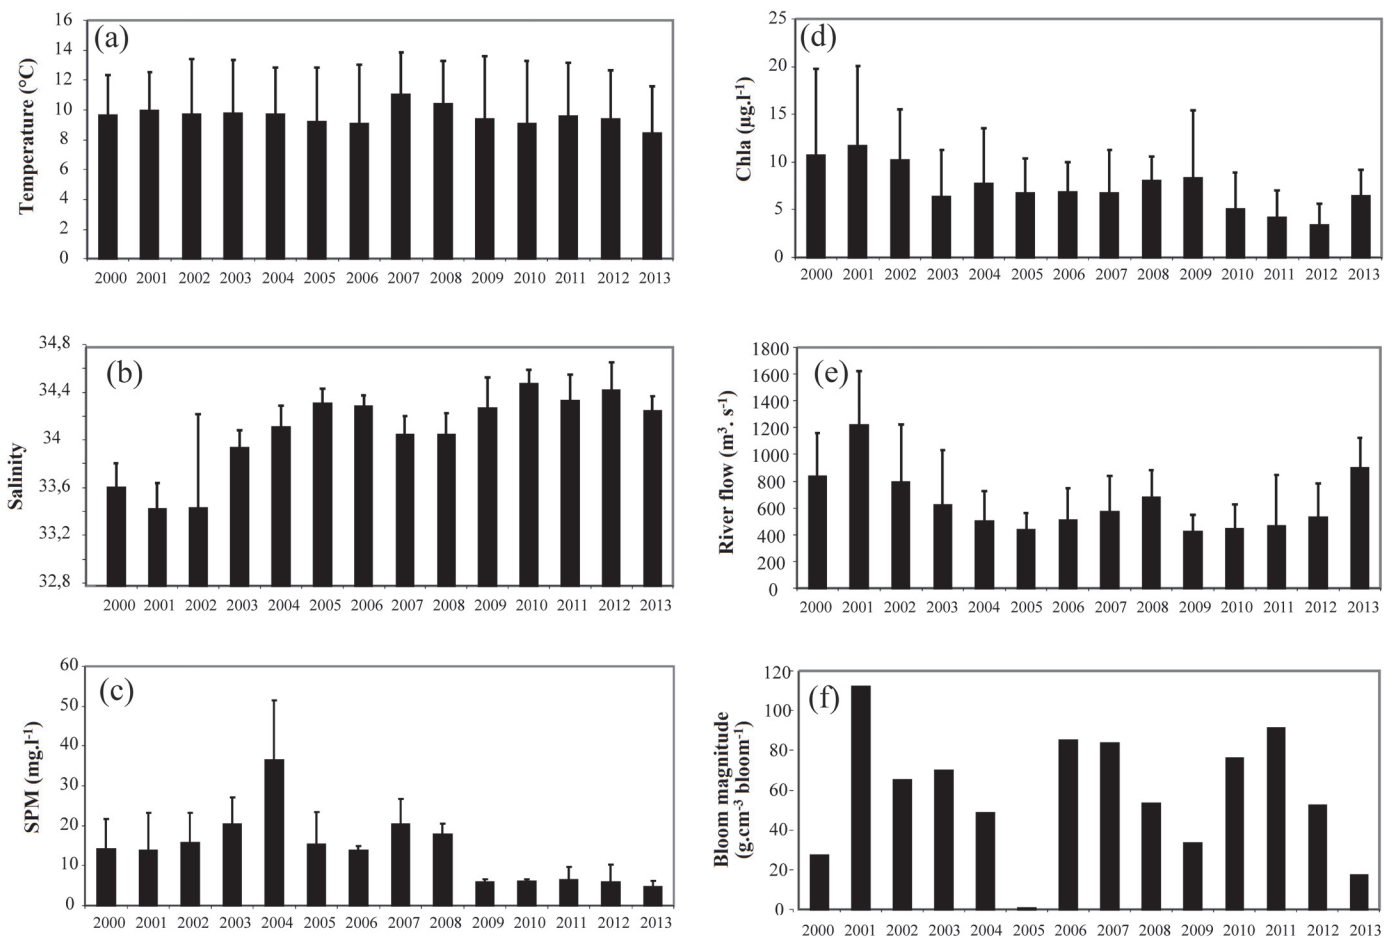 (a)
Temperature (°C)
16
14
12
10
8
6
4
2
0
2000 2001 2002 2003 2004 2005 2006 2007 2008 2009 2010 2011 2012 2013
(b)
Salinity
34,8
34,4
34
33,6
33,2
32,8
2000 2001 2002 2003 2004 2005 2006 2007 2008 2009 2010 2011 2012 2013
(c)
SPM (mg.l⁻¹)
60
50
40
30
20
10
0
2000 2001 2002 2003 2004 2005 2006 2007 2008 2009 2010 2011 2012 2013
(d)
Chla (µg.l⁻¹)
25
20
15
10
5
0
2000 2001 2002 2003 2004 2005 2006 2007 2008 2009 2010 2011 2012 2013
(e)
River flow (m³. s⁻¹)
1800
1600
1400
1200
1000
800
600
400
200
0
2000 2001 2002 2003 2004 2005 2006 2007 2008 2009 2010 2011 2012 2013
(f)
Bloom magnitude
(g.cm⁻³ bloom⁻¹)
120
100
80
60
40
20
0
2000 2001 2002 2003 2004 2005 2006 2007 2008 2009 2010 2011 2012 2013